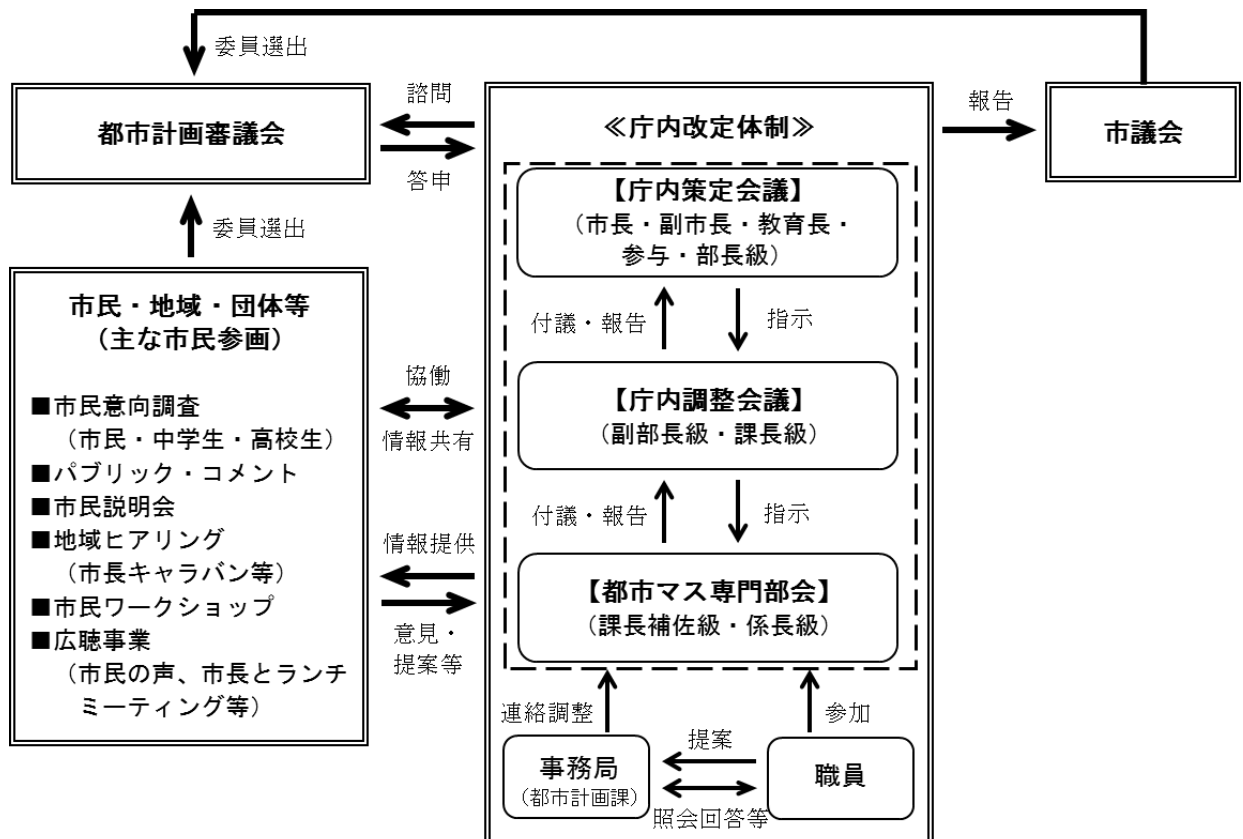 委員選出
都市計画審議会
諮問
答申
≪庁内改定体制≫
報告
市議会
委員選出
【庁内策定会議】
（市長・副市長・教育長・
参与・部長級）
市民・地域・団体等
（主な市民参画）
■市民意向調査
（市民・中学生・高校生）
■パブリック・コメント
■市民説明会
■地域ヒアリング
（市長キャラバン等）
■市民ワークショップ
■広聴事業
（市民の声、市長とランチ
ミーティング等）
協働
情報共有
情報提供
意見・
提案等
付議・報告
指示
【庁内調整会議】
（副部長級・課長級）
付議・報告
指示
【都市マス専門部会】
（課長補佐級・係長級）
連絡調整
参加
事務局
（都市計画課）
提案
照会回答等
職員